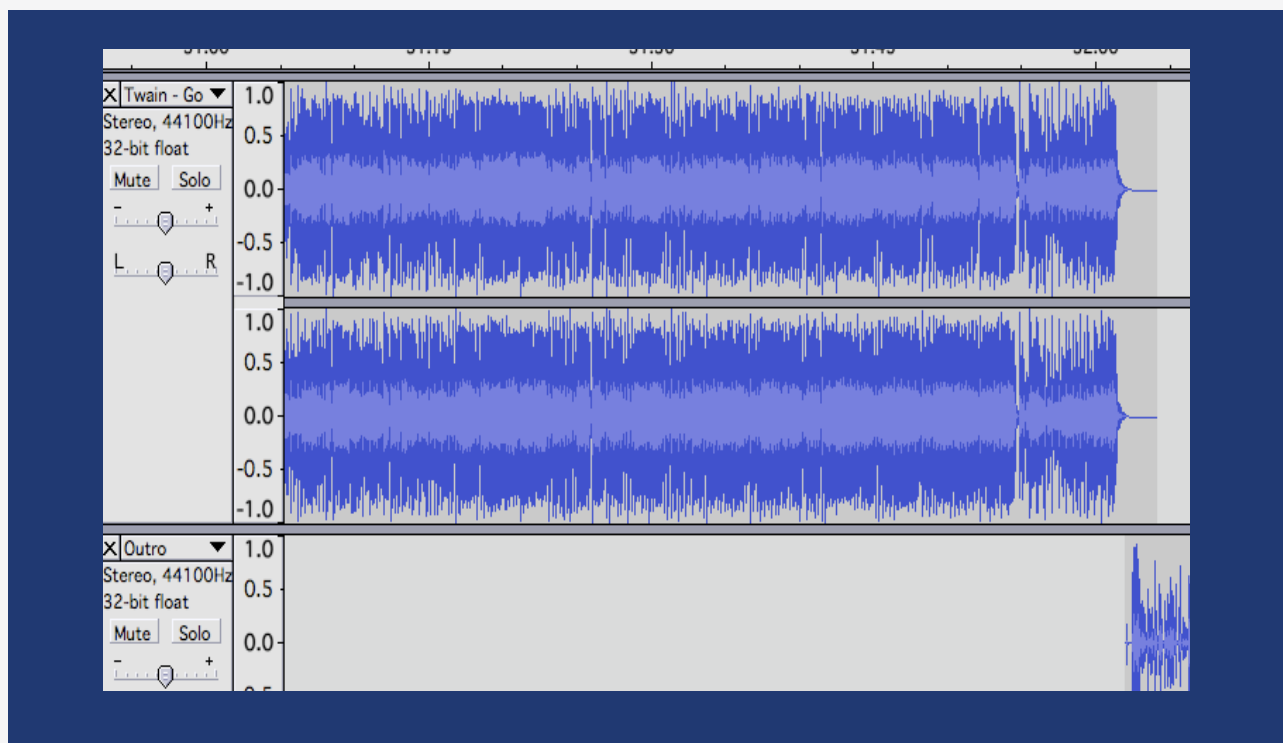 X Twain - Go ▼ 1.0
Stereo, 44100Hz
0.5
32-bit float
Mute Solo
0.0
- +
-0.5
L R
-1.0
1.0
0.5
0.0
-0.5
-1.0
X Outro ▼ 1.0
Stereo, 44100Hz
0.5
32-bit float
Mute Solo
0.0
- +